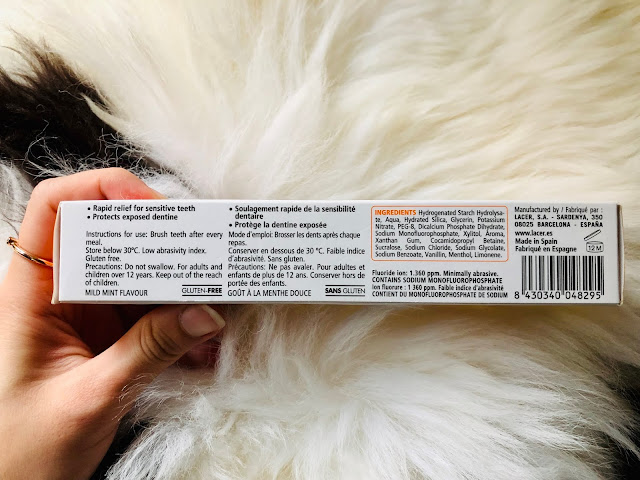 • Rapid relief for sensitive teeth
• Protects exposed dentine
Instructions for use: Brush teeth after every
meal.
Store below 30ºC. Low abrasivity index.
Gluten free.
Precautions: Do not swallow. For adults and
children over 12 years. Keep out of the reach
of children.
MILD MINT FLAVOUR GLUTEN-FREE
• Soulagement rapide de la sensibilité
dentaire
• Protège la dentine exposée
Mode d'emploi: Brosser les dents après chaque
repas.
Conserver en dessous de 30 ºC. Faible indice
d'abrasivité. Sans gluten.
Précautions: Ne pas avaler. Pour adultes et
enfants de plus de 12 ans. Conserver hors de
portée des enfants.
GOÛT À LA MENTHE DOUCE SANS GLUTEN
INGREDIENTS Hydrogenated Starch Hydrolysa-
te, Aqua, Hydrated Silica, Glycerin, Potassium
Nitrate, PEG-8, Dicalcium Phosphate Dihydrate,
Sodium Monofluorophosphate, Xylitol, Aroma,
Xanthan Gum, Cocamidopropyl Betaine,
Sucralose, Sodium Chloride, Sodium Glycolate,
Sodium Benzoate, Vanillin, Menthol, Limonene.
Fluoride ion: 1.360 ppm. Minimally abrasive.
CONTAINS SODIUM MONOFLUOROPHOSPHATE
Ion fluorure : 1 360 ppm. Faible indice d'abrasivité
CONTIENT DU MONOFLUOROPHOSPHATE DE SODIUM
Manufactured by / Fabriqué par :
LACER, S.A. - SARDENYA, 350
08025 BARCELONA - ESPAÑA
www.lacer.es
Made in Spain
Fabriqué en Espagne
12 M
8 430340 048295